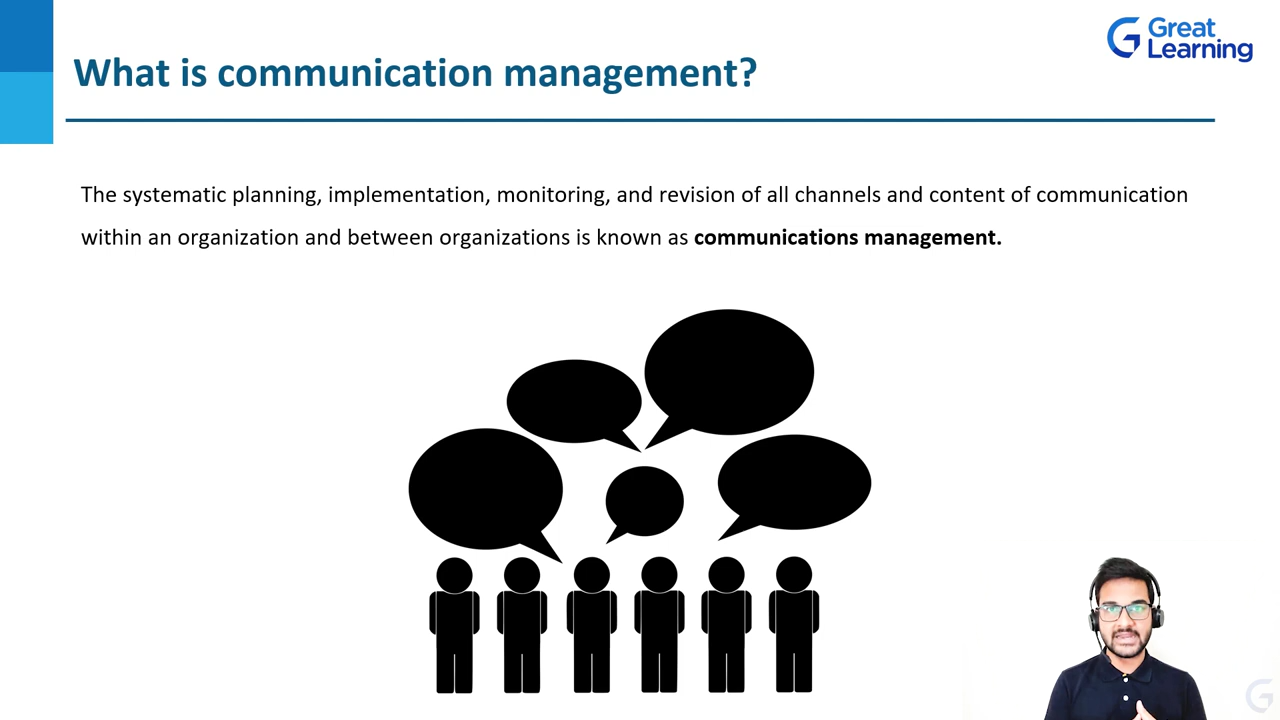 Great
Learning
What is communication management?
The systematic planning, implementation, monitoring, and revision of all channels and content of communication
within an organization and between organizations is known as communications management.